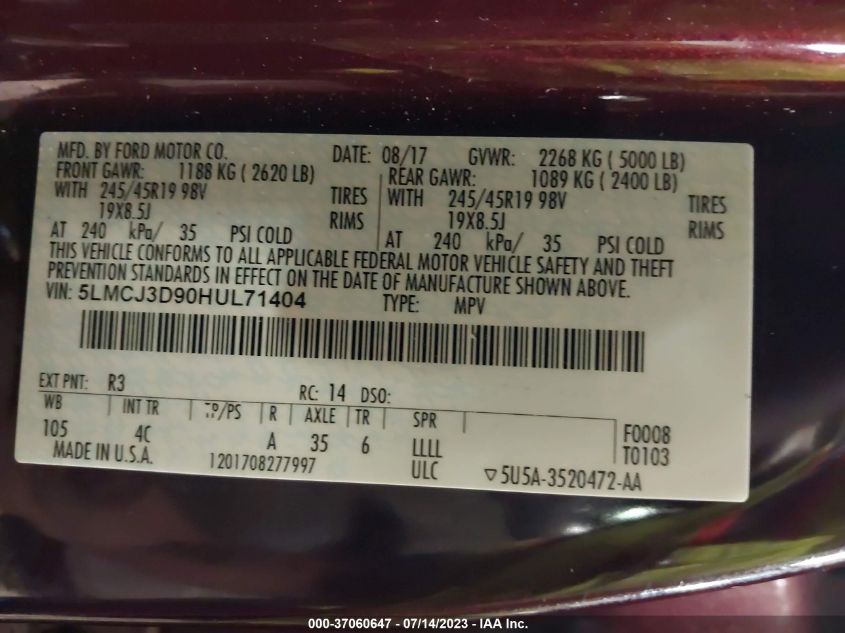 MFD. BY FORD MOTOR CO. DATE: 08/17 GVWR: 2268 KG ( 5000 LB)
FRONT GAWR: 1188 KG ( 2620 LB) REAR GAWR: 1089 KG ( 2400 LB)
WITH 245/45R19 98V TIRES WITH 245/45R19 98V TIRES
19X8.5J RIMS 19X8.5J RIMS
AT 240 kPa/ 35 PSI COLD AT 240 kPa/ 35 PSI COLD
THIS VEHICLE CONFORMS TO ALL APPLICABLE FEDERAL MOTOR VEHICLE SAFETY AND THEFT
PREVENTION STANDARDS IN EFFECT ON THE DATE OF MANUFACTURE SHOWN ABOVE.
VIN: 5LMCJ3D90HUL71404 TYPE: MPV
EXT PNT: R3 RC: 14 DSO:
WB INT TR TP/PS R AXLE TR SPR
105 4C A 35 6 LLLL F0008
MADE IN U.S.A. 1201708277997 ULC T0103
5U5A-3520472-AA
000-37060647 - 07/14/2023 - IAA Inc.